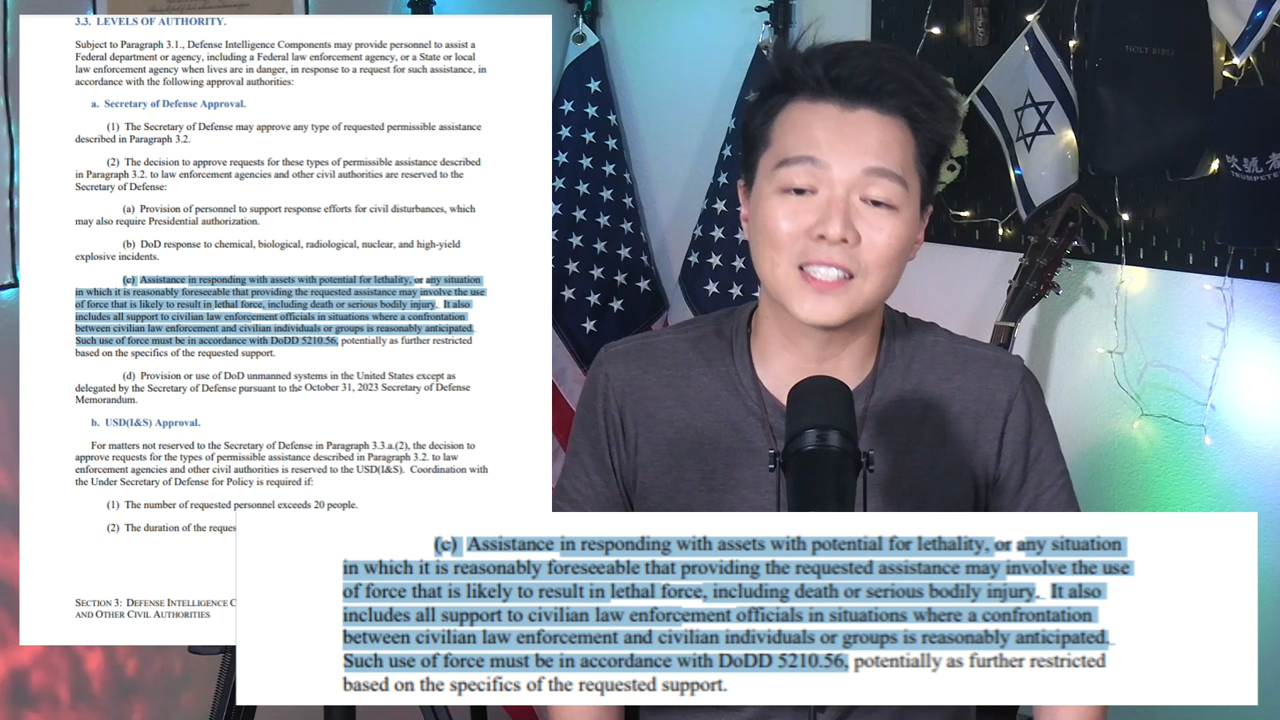 3.3. LEVELS OF AUTHORITY.
Subject to Paragraph 3.1., Defense Intelligence Components may provide personnel to assist a
Federal department or agency, including a Federal law enforcement agency, or a State or local
law enforcement agency when lives are in danger, in response to a request for such assistance, in
accordance with the following approval authorities:
a. Secretary of Defense Approval.
(1) The Secretary of Defense may approve any type of requested permissible assistance
described in Paragraph 3.2.
(2) The decision to approve requests for these types of permissible assistance described
in Paragraph 3.2. to law enforcement agencies and other civil authorities are reserved to the
Secretary of Defense:
(a) Provision of personnel to support response efforts for civil disturbances, which
may also require Presidential authorization.
(b) DoD response to chemical, biological, radiological, nuclear, and high-yield
explosive incidents.
(c) Assistance in responding with assets with potential for lethality, or any situation
in which it is reasonably foreseeable that providing the requested assistance may involve the use
of force that is likely to result in lethal force, including death or serious bodily injury. It also
includes all support to civilian law enforcement officials in situations where a confrontation
between civilian law enforcement and civilian individuals or groups is reasonably anticipated.
Such use of force must be in accordance with DoDD 5210.56, potentially as further restricted
based on the specifics of the requested support.
(d) Provision or use of DoD unmanned systems in the United States except as
delegated by the Secretary of Defense pursuant to the October 31, 2023 Secretary of Defense
Memorandum.
b. USD(I&S) Approval.
For matters not reserved to the Secretary of Defense in Paragraph 3.3.a.(2), the decision to
approve requests for the types of permissible assistance described in Paragraph 3.2. to law
enforcement agencies and other civil authorities is reserved to the USD(I&S). Coordination with
the Under Secretary of Defense for Policy is required if:
(1) The number of requested personnel exceeds 20 people.
(2) The duration of the reques
SECTION 3: DEFENSE INTELLIGENCE C
AND OTHER CIVIL AUTHORITIES
(c) Assistance in responding with assets with potential for lethality, or any situation
in which it is reasonably foreseeable that providing the requested assistance may involve the use
of force that is likely to result in lethal force, including death or serious bodily injury. It also
includes all support to civilian law enforcement officials in situations where a confrontation
between civilian law enforcement and civilian individuals or groups is reasonably anticipated.
Such use of force must be in accordance with DoDD 5210.56, potentially as further restricted
based on the specifics of the requested support.
HOLY BIBLE
TRUMPETER